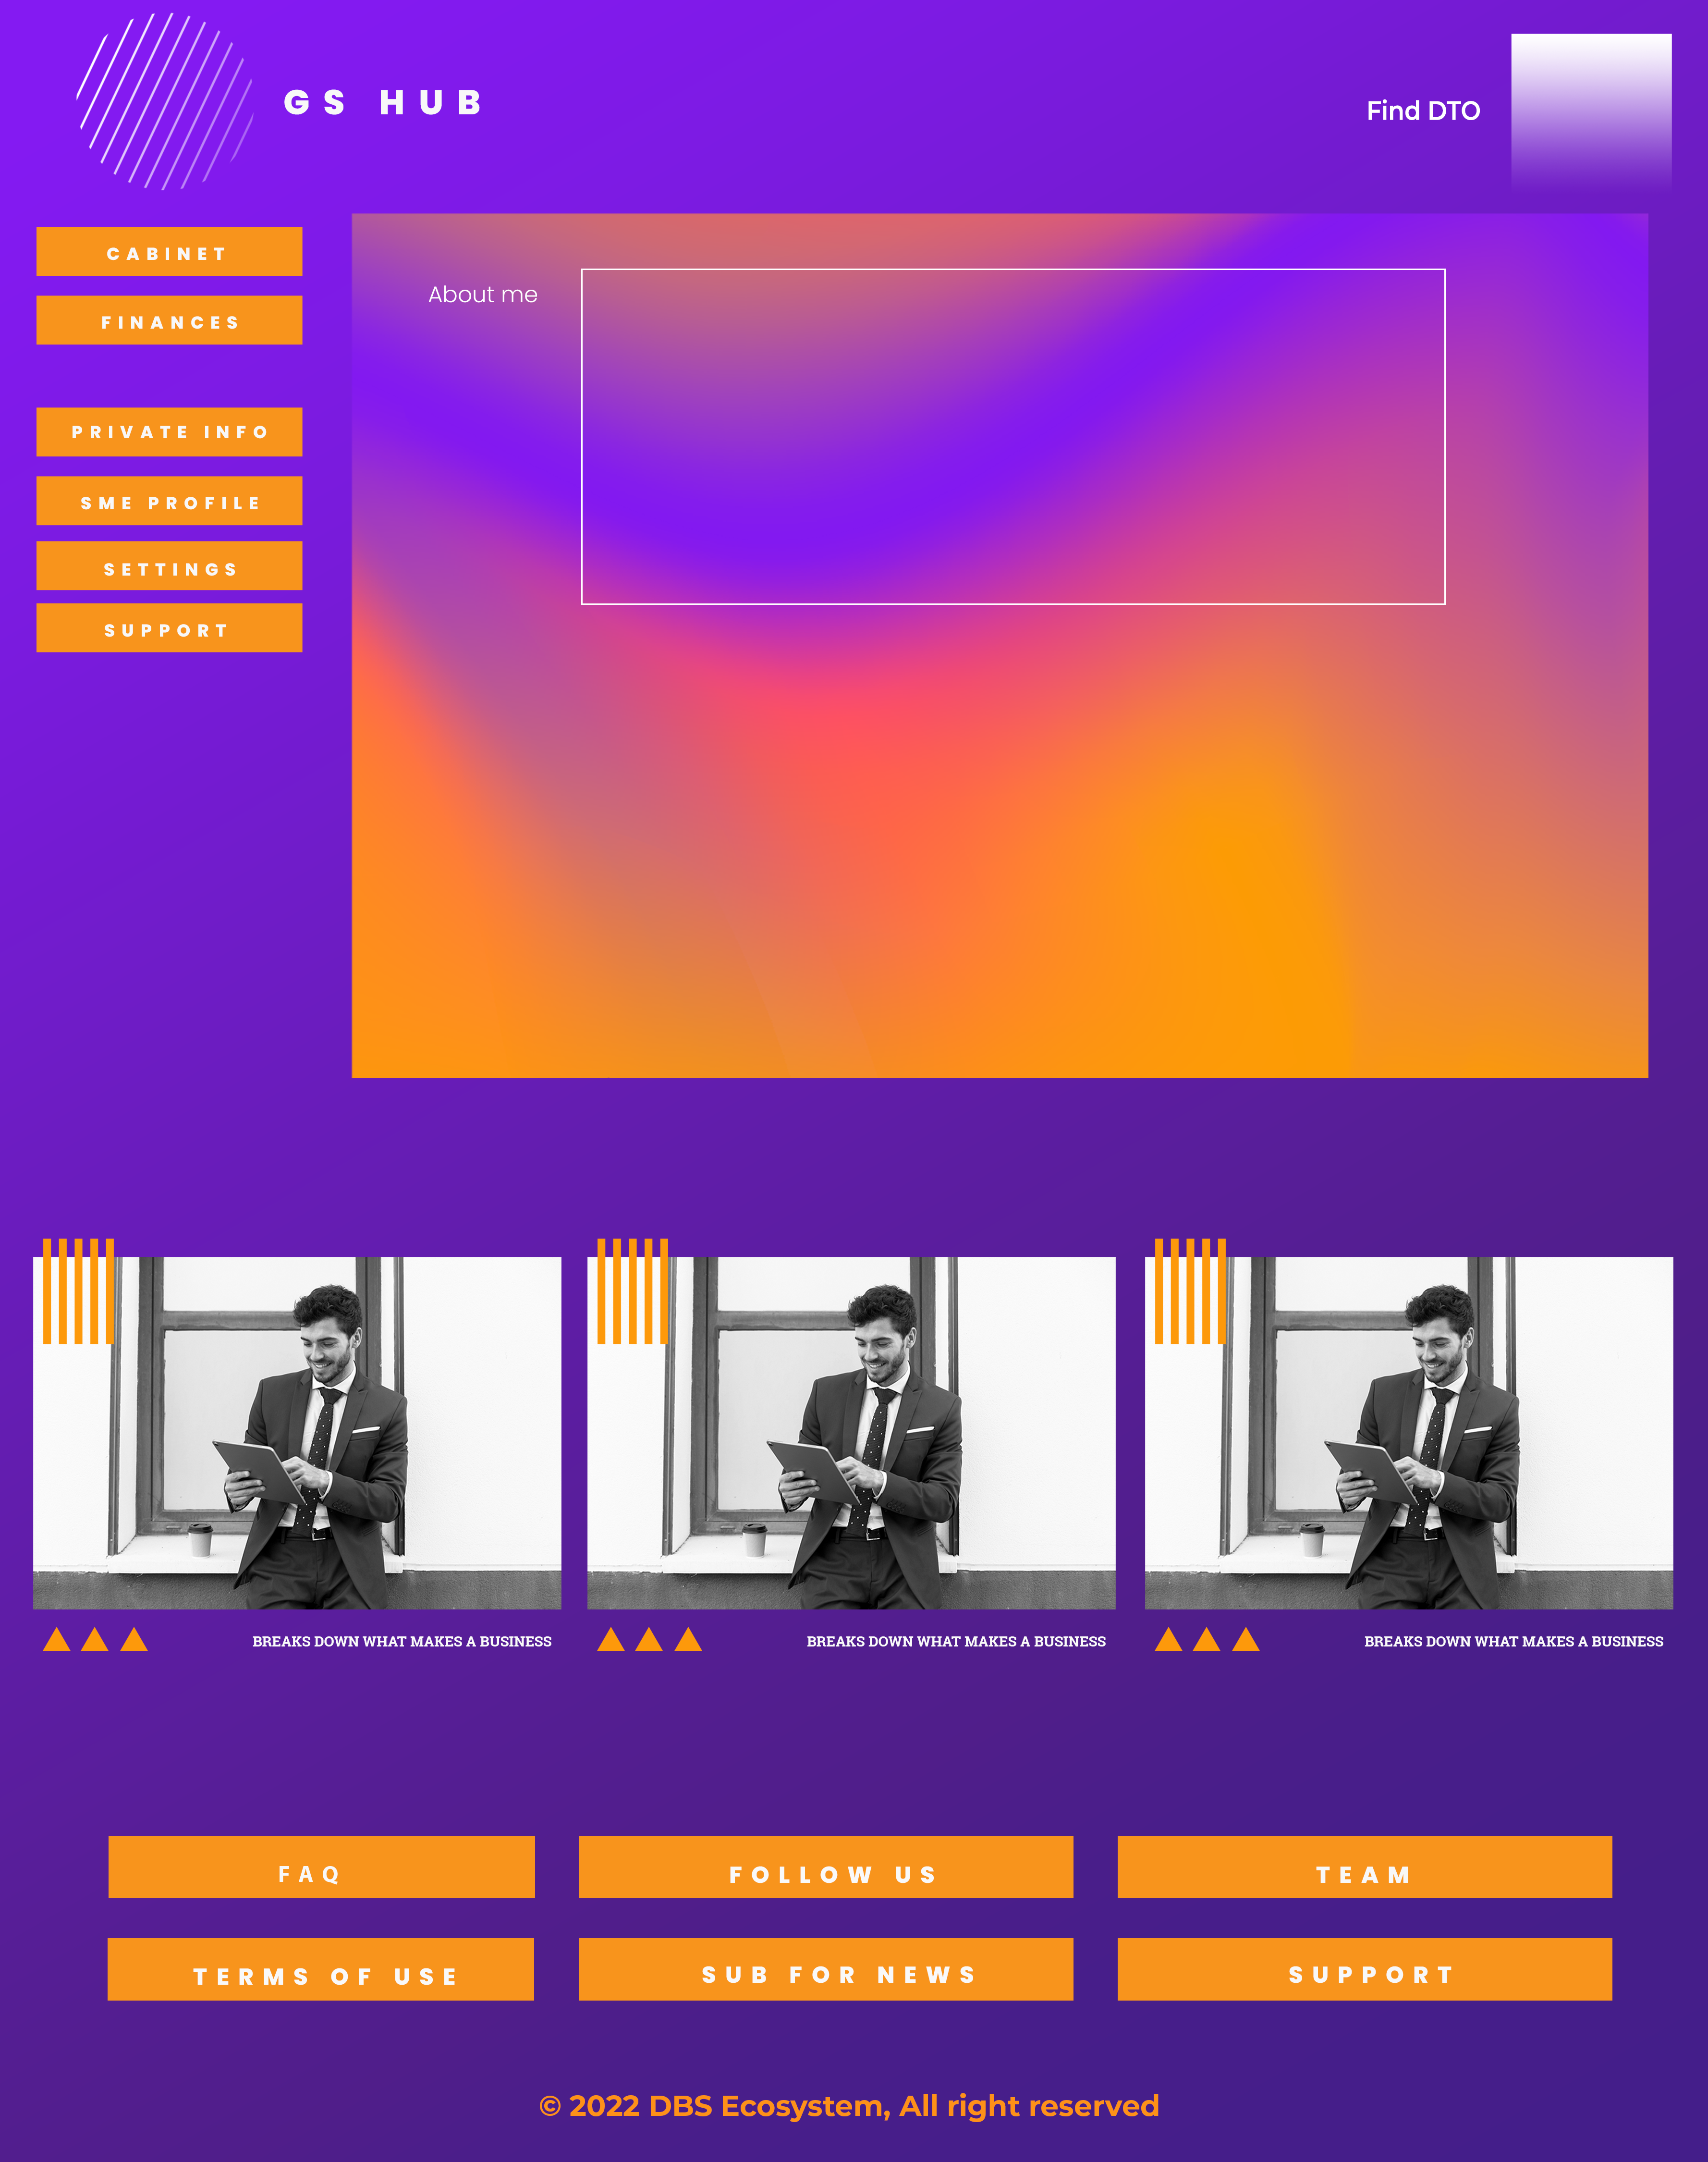 GS HUB
Find DTO
CABINET
FINANCES
About me
PRIVATE INFO
SME PROFILE
SETTINGS
SUPPORT
BREAKS DOWN WHAT MAKES A BUSINESS
BREAKS DOWN WHAT MAKES A BUSINESS
BREAKS DOWN WHAT MAKES A BUSINESS
FAQ
FOLLOW US
TEAM
TERMS OF USE
SUB FOR NEWS
SUPPORT
© 2022 DBS Ecosystem, All right reserved